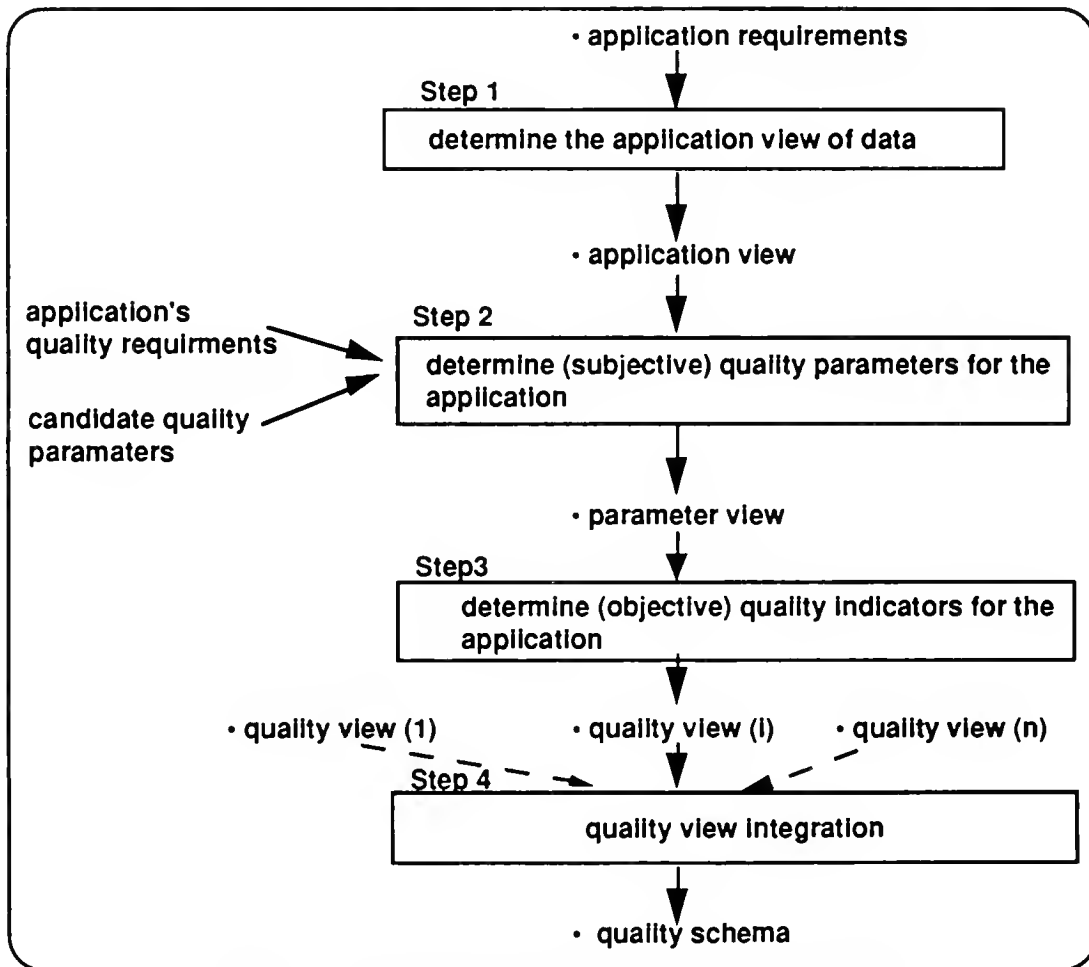 • application requirements
Step 1
determine the application view of data
• application view
application's
quality requirments
Step 2
determine (subjective) quality parameters for the
application
candidate quality
paramaters
• parameter view
Step3
determine (objective) quality indicators for the
application
• quality view (1)
• quality view (i)
• quality view (n)
Step 4
quality view integration
• quality schema